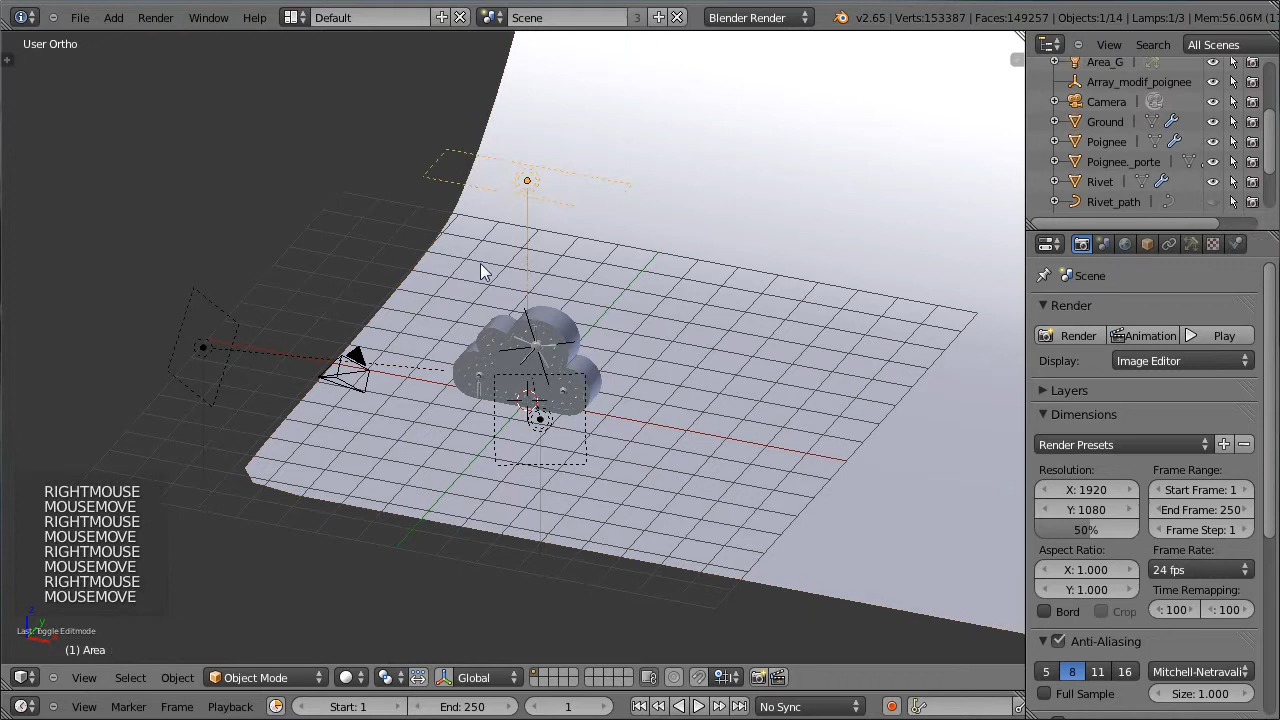 File Add Render Window Help Default Scene 3 Blender Render v2.65 | Verts:153387 | Faces:149257 | Objects:1/14 | Lamps:1/3 | Mem:56.06M
User Ortho
View Search All Scenes
Area_G
Array_modif_poignee
Camera
Ground
Poignee
Poignee._porte
Rivet
Rivet_path
Scene
Render
Render Animation Play
Display: Image Editor
Layers
Dimensions
Render Presets
Resolution: Frame Range:
X: 1920 Start Frame: 1
Y: 1080 End Frame: 250
50% Frame Step: 1
Aspect Ratio: Frame Rate:
X: 1.000 24 fps
Y: 1.000 Time Remapping:
Bord Crop : 100 : 100
Anti-Aliasing
5 8 11 16 Mitchell-Netravali
Full Sample Size: 1.000
RIGHTMOUSE
MOUSEMOVE
RIGHTMOUSE
MOUSEMOVE
RIGHTMOUSE
MOUSEMOVE
RIGHTMOUSE
MOUSEMOVE
z
y
Last: Toggle Editmode
(1) Area
View Select Object Object Mode Global
View Marker Frame Playback Start: 1 End: 250 1 No Sync